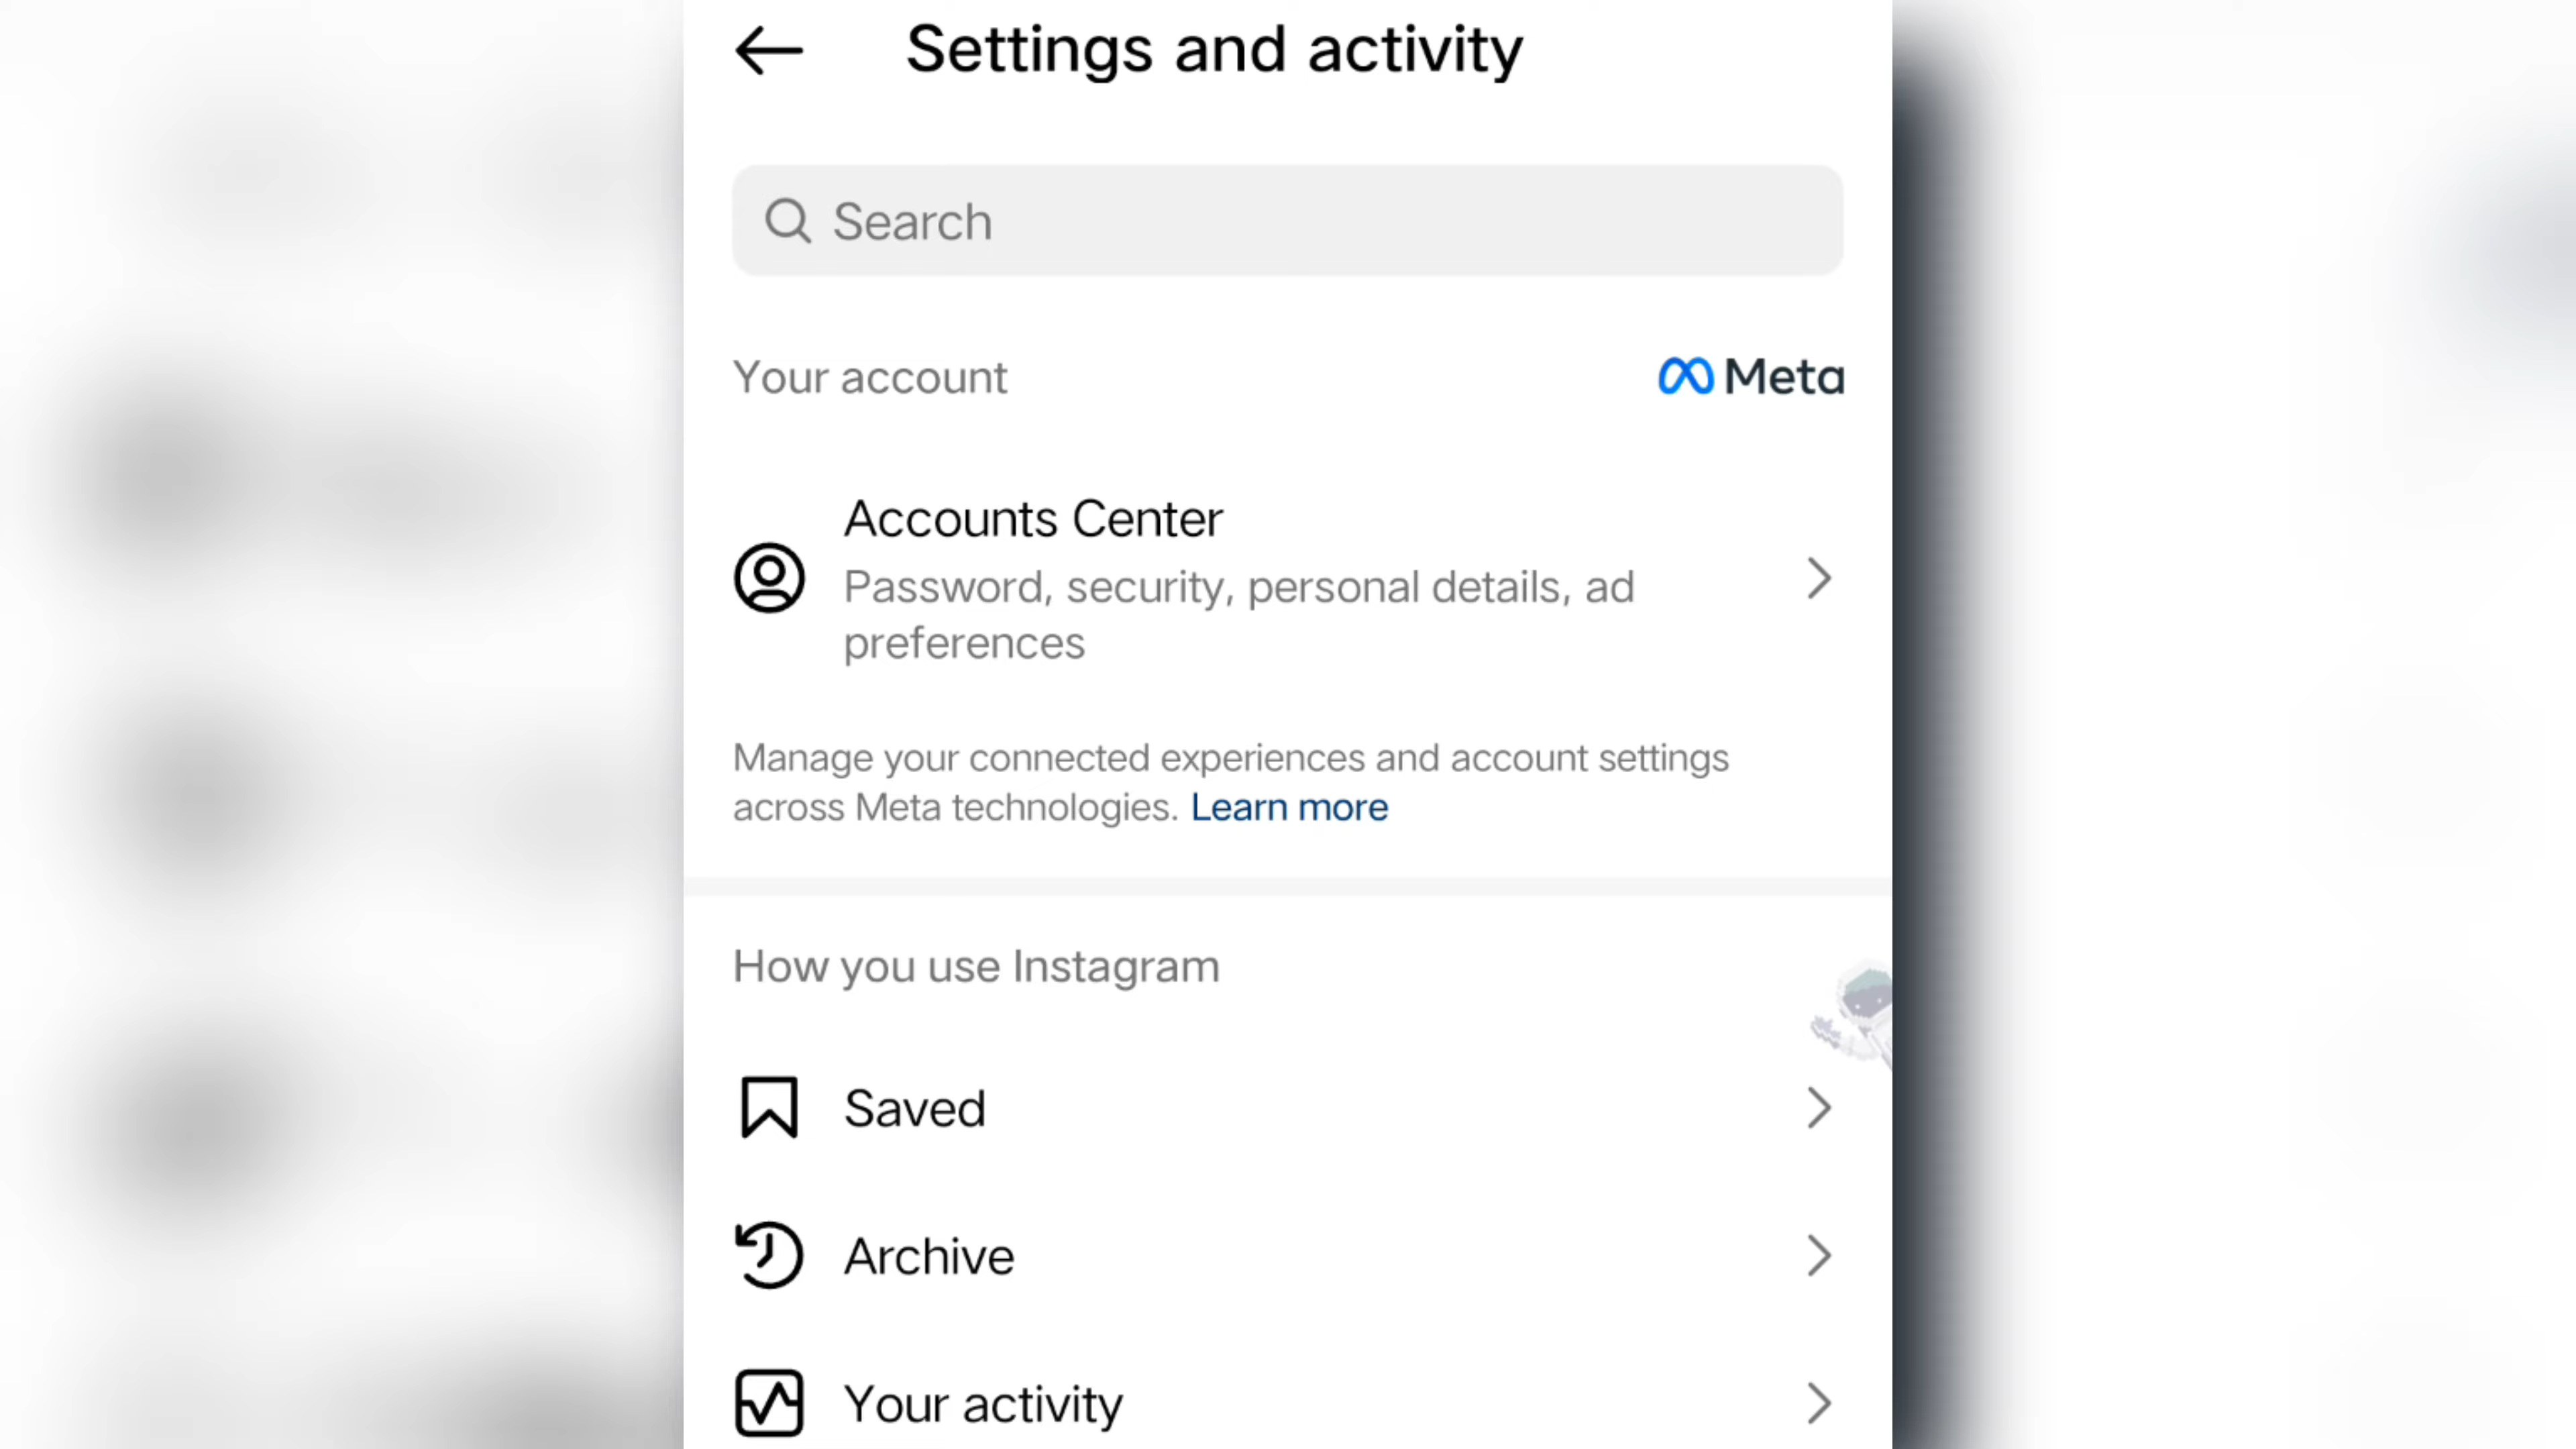 Settings and activity
Search
Your account
Meta
Accounts Center
Password, security, personal details, ad
preferences
Manage your connected experiences and account settings
across Meta technologies. Learn more
How you use Instagram
Saved
Archive
Your activity